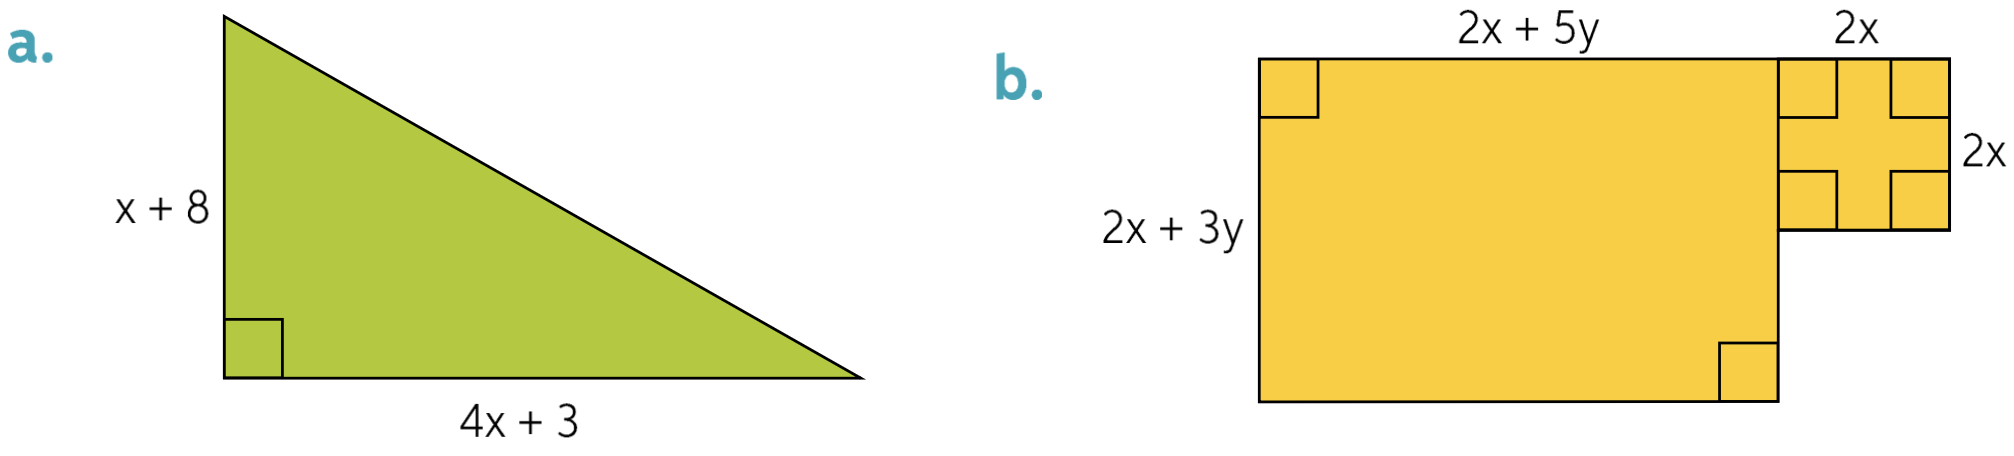 a.
x + 8
4x + 3
b.
2x + 5y
2x
2x
2x + 3y